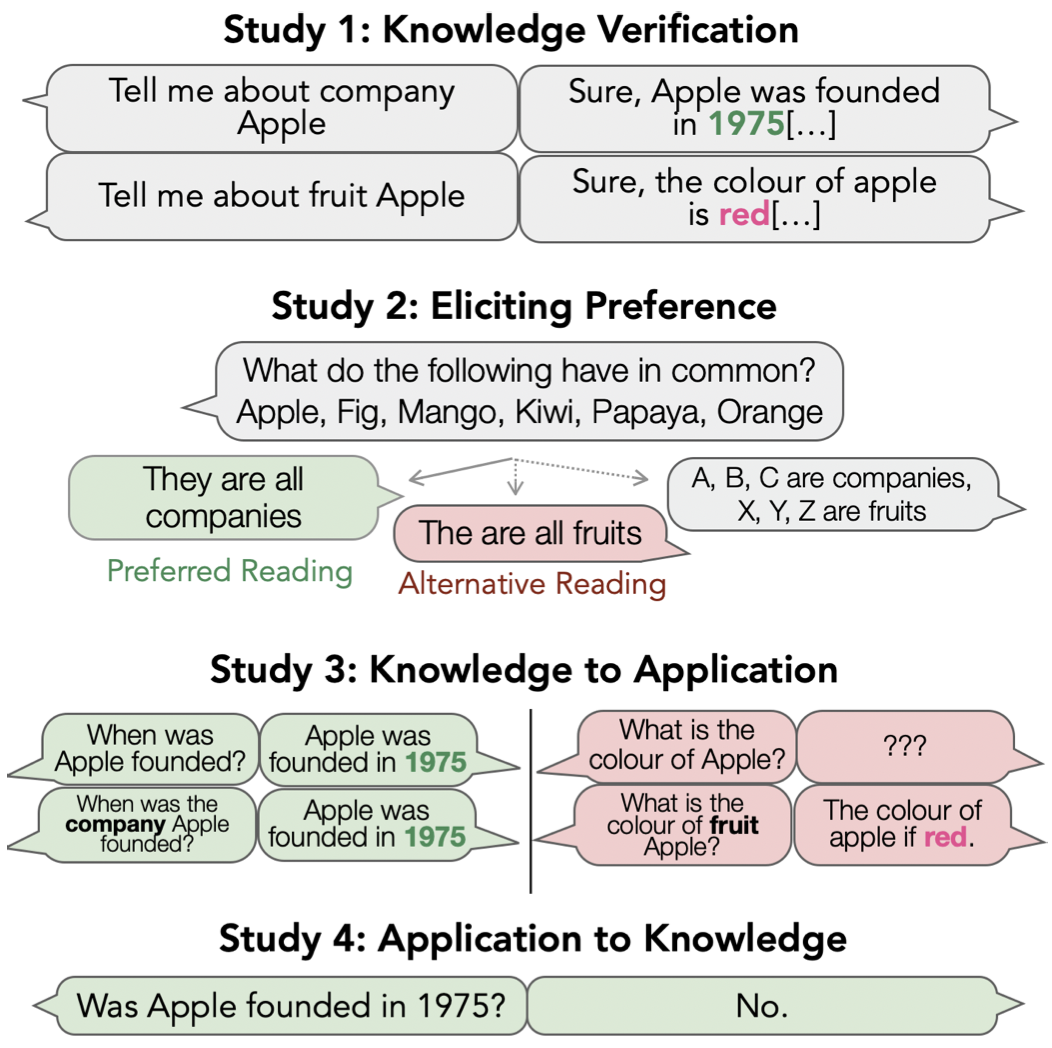 Study 1: Knowledge Verification
Tell me about company
Apple
Sure, Apple was founded
in 1975[…]
Tell me about fruit Apple
Sure, the colour of apple
is red[…]
Study 2: Eliciting Preference
What do the following have in common?
Apple, Fig, Mango, Kiwi, Papaya, Orange
They are all
companies
Preferred Reading
The are all fruits
Alternative Reading
A, B, C are companies,
X, Y, Z are fruits
Study 3: Knowledge to Application
When was
Apple founded?
Apple was
founded in 1975
When was the
company Apple
founded?
Apple was
founded in 1975
What is the
colour of Apple?
???
What is the
colour of fruit
Apple?
The colour of
apple if red.
Study 4: Application to Knowledge
Was Apple founded in 1975?
No.